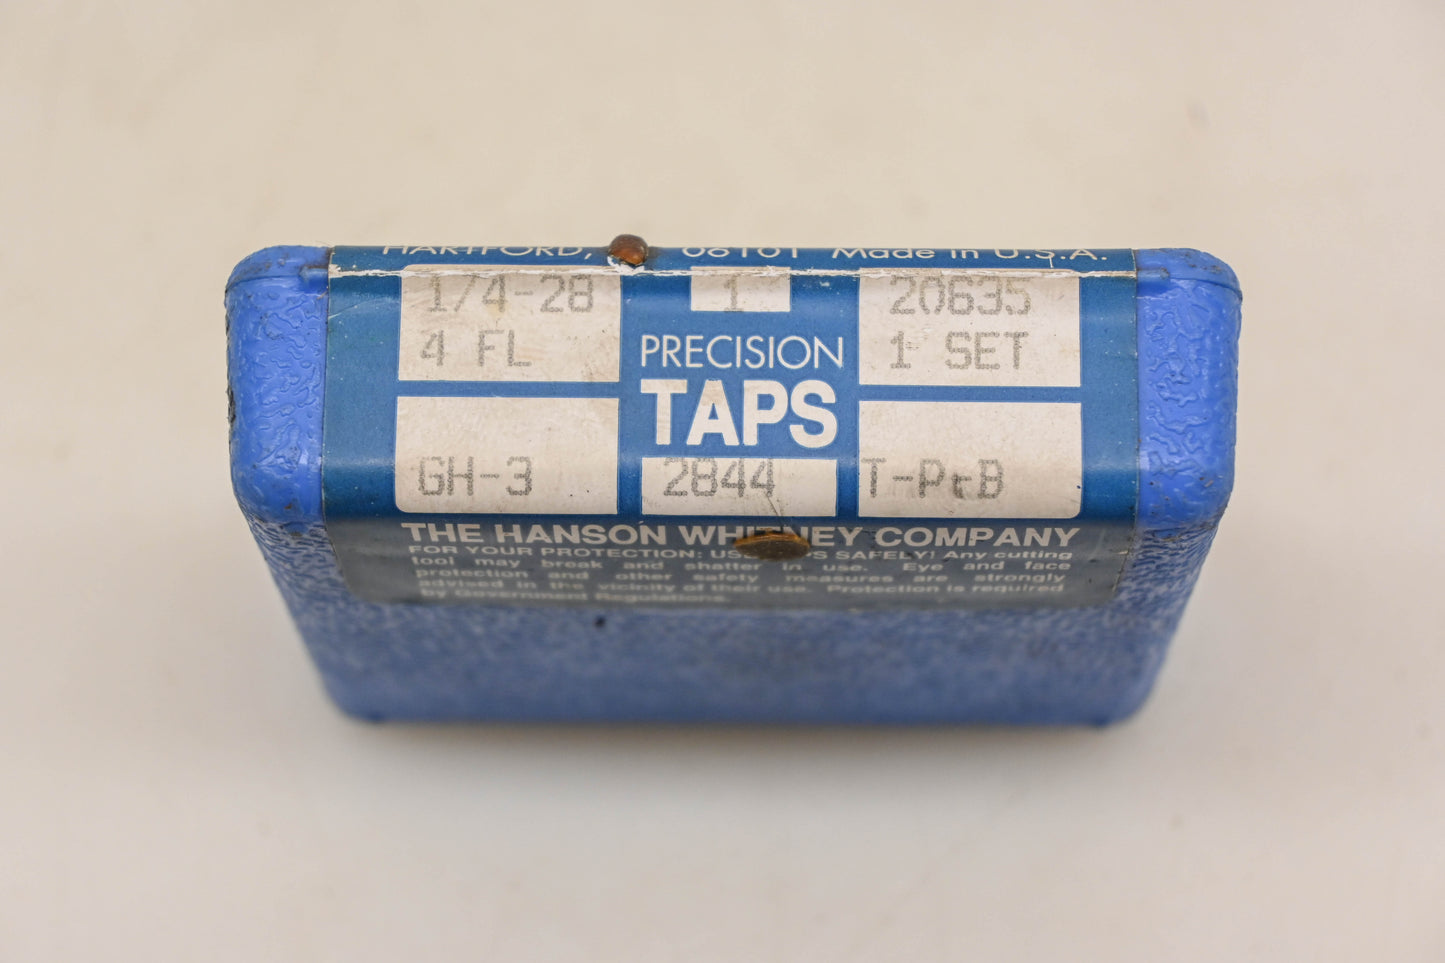 HARTFORD, 06101 Made in U.S.A.
1/4-28 1 20635
4 FL PRECISION 1 SET
TAPS
GH-3 2844 T-P-B
THE HANSON WHITNEY COMPANY
FOR YOUR PROTECTION: USE SAFELY! Any cutting
tool may break and shatter in use. Eye and face
protection and other safety measures are strongly
advised in the vicinity of their use. Protection is required
by Government Regulations.